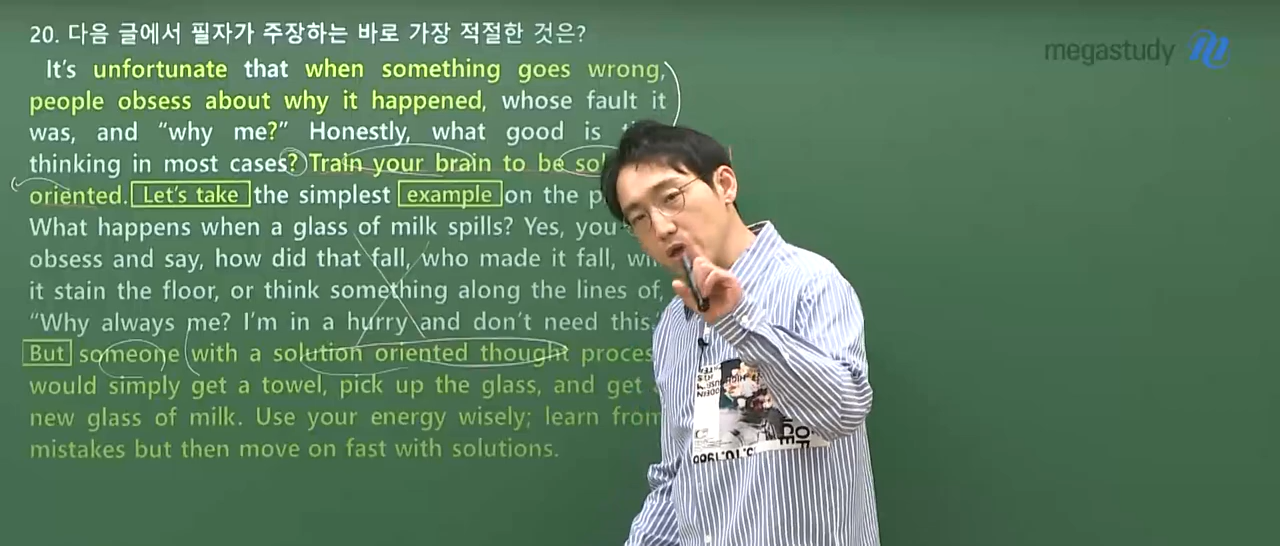 20. 다음 글에서 필자가 주장하는 바로 가장 적절한 것은?
megastudy
It's unfortunate that when something goes wrong,
people obsess about why it happened, whose fault it
was, and “why me?” Honestly, what good is
thinking in most cases? Train your brain to be
oriented. Let's take the simplest example on the
What happens when a glass of milk spills? Yes, you
obsess and say, how did that fall, who made it fall,
it stain the floor, or think something along the lines of,
“Why always me? I'm in a hurry and don't need this.”
But someone with a solution oriented thought process
would simply get a towel, pick up the glass, and get
new glass of milk. Use your energy wisely; learn from
mistakes but then move on fast with solutions.